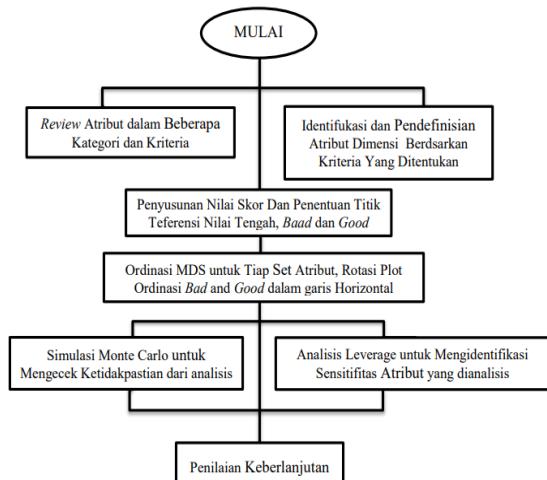 MULAI
Review Atribut dalam Beberapa
Kategori dan Kriteria
Identifukasi dan Pendefinisian
Atribut Dimensi Berdsarkan
Kriteria Yang Ditentukan
Penyusunan Nilai Skor Dan Penentuan Titik
Teferensi Nilai Tengah, Baad dan Good
Ordinasi MDS untuk Tiap Set Atribut, Rotasi Plot
Ordinasi Bad and Good dalam garis Horizontal
Simulasi Monte Carlo untuk
Mengecek Ketidakpastian dari analisis
Analisis Leverage untuk Mengidentifikasi
Sensitifitas Atribut yang dianalisis
Penilaian Keberlanjutan